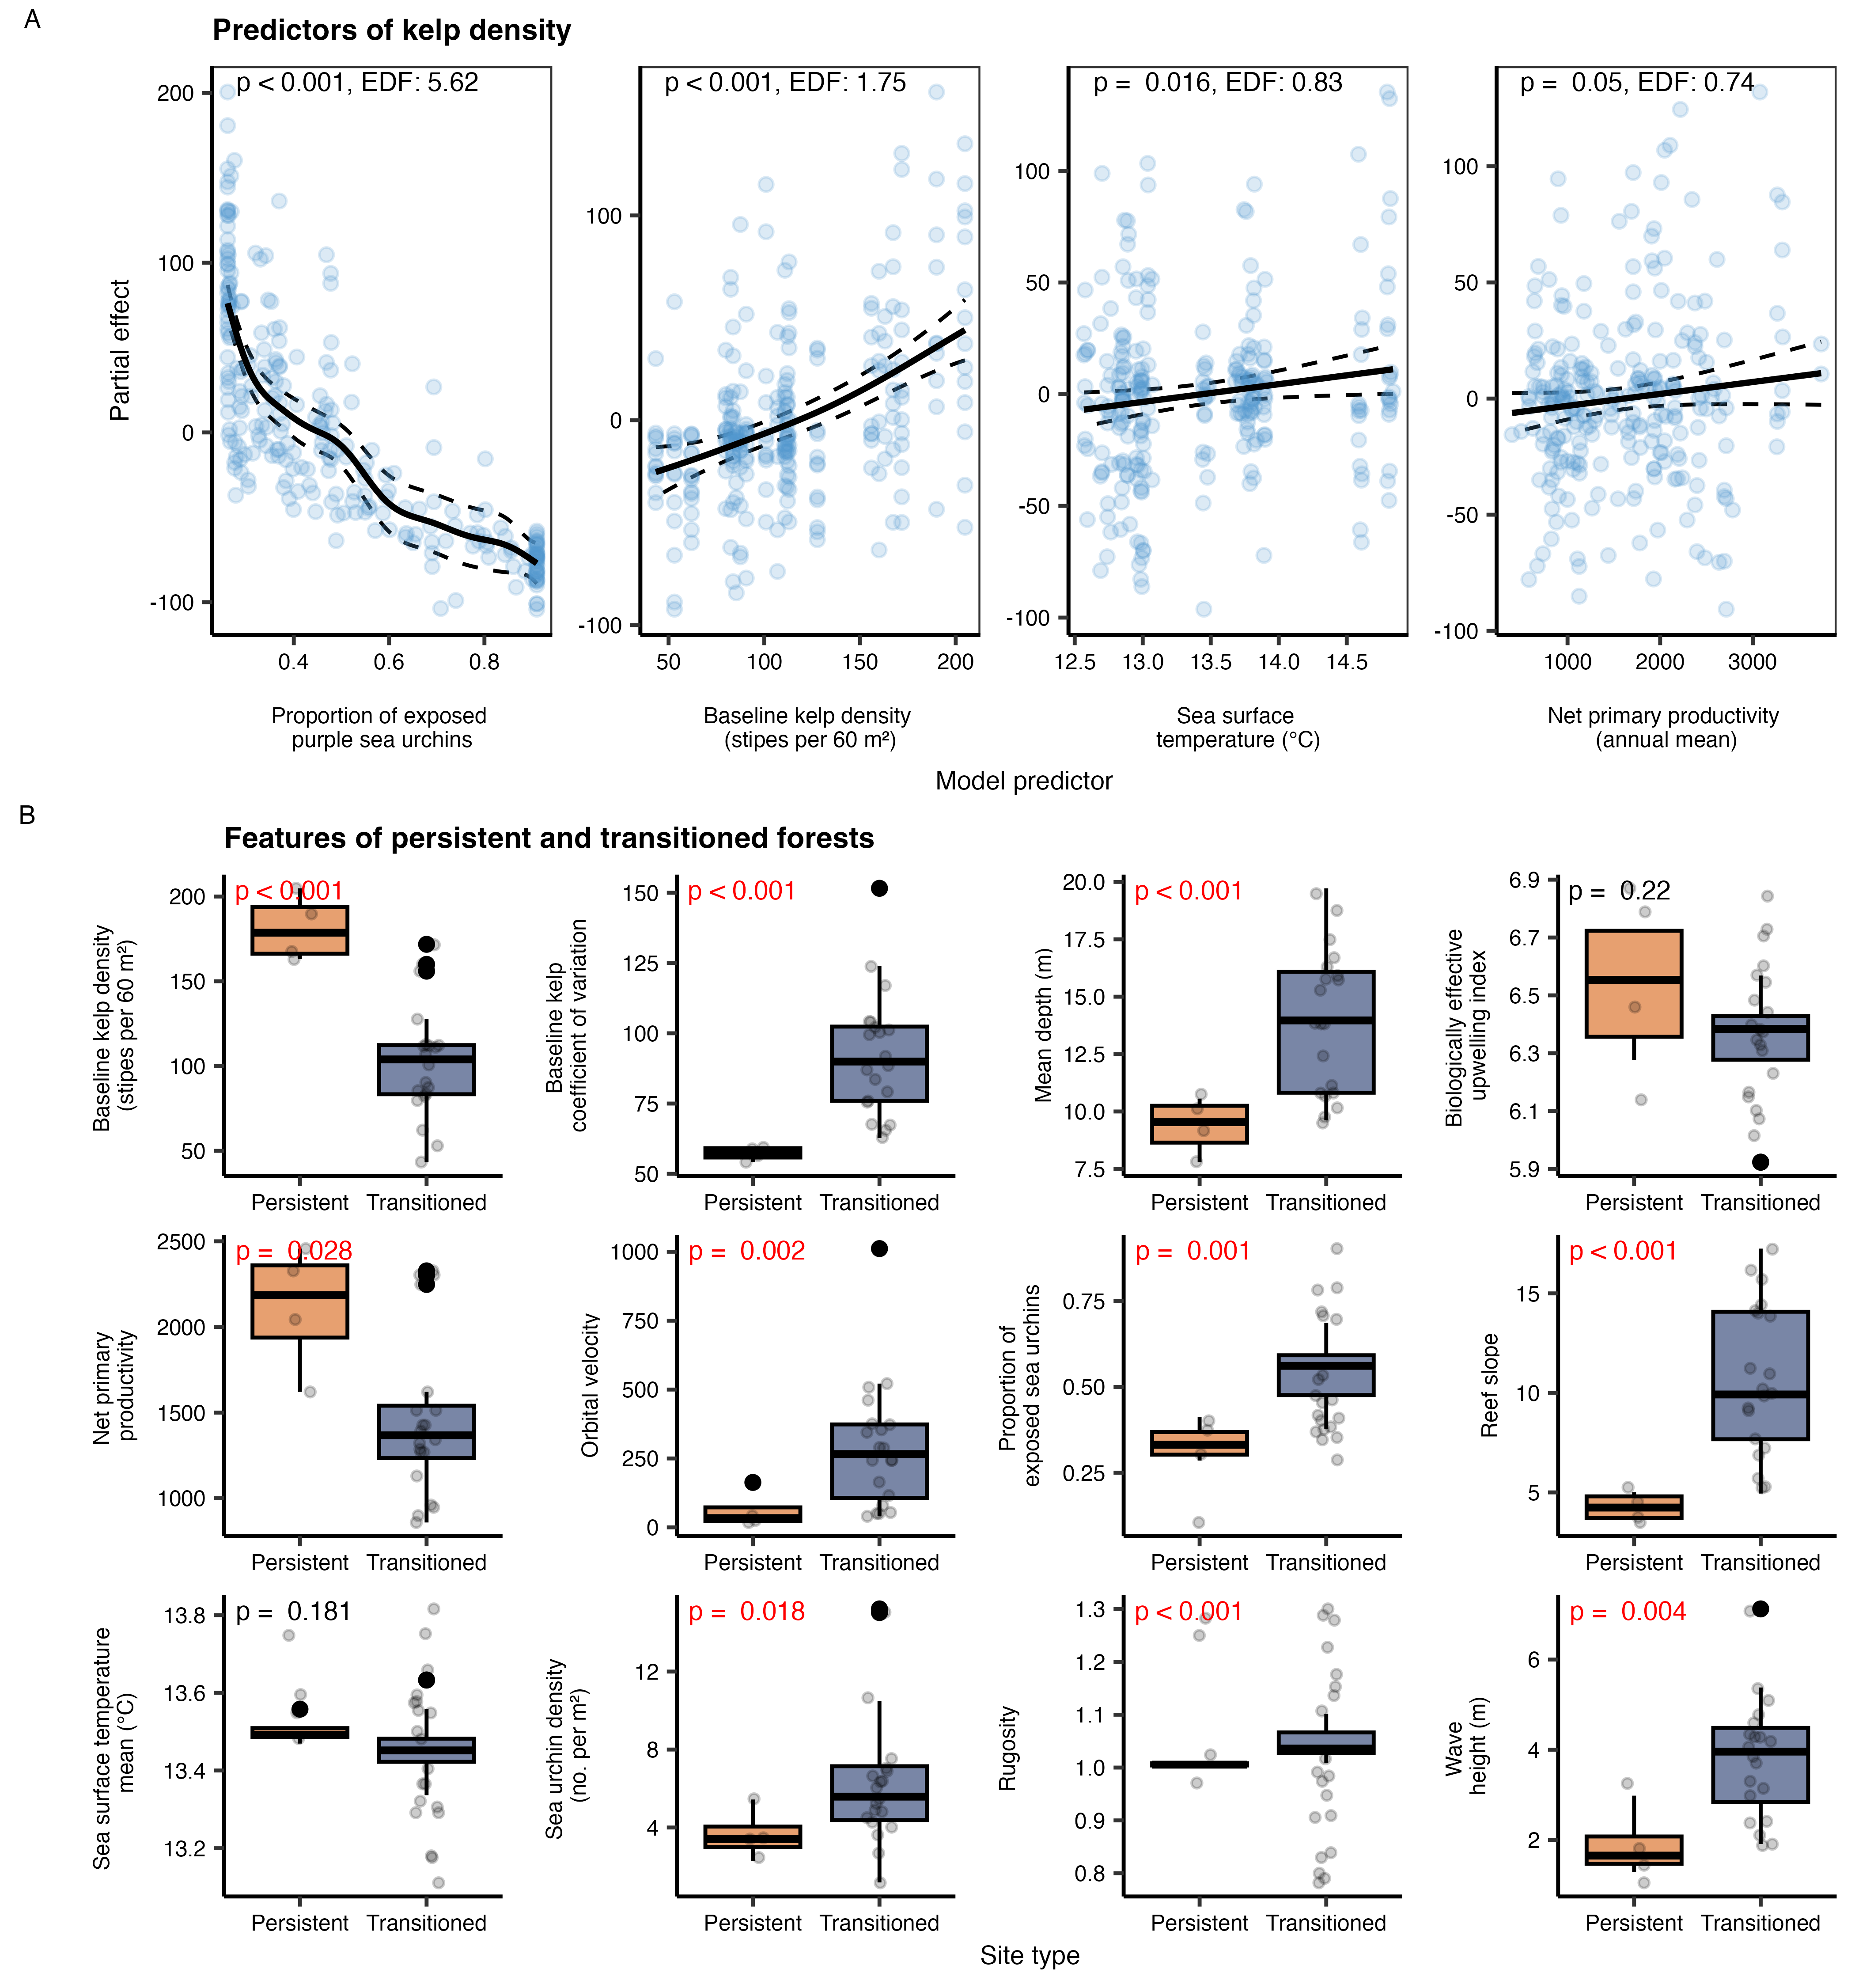 A
Predictors of kelp density
p < 0.001, EDF: 5.62
p < 0.001, EDF: 1.75
p = 0.016, EDF: 0.83
p = 0.05, EDF: 0.74
Partial effect
200
100
0
-100
0.4 0.6 0.8
100
0
-100
50 100 150 200
100
50
0
-50
-100
12.5 13.0 13.5 14.0 14.5
100
50
0
-50
-100
1000 2000 3000
Proportion of exposed
purple sea urchins
Baseline kelp density
(stipes per 60 m²)
Sea surface
temperature (°C)
Net primary productivity
(annual mean)
Model predictor
B
Features of persistent and transitioned forests
Baseline kelp density
(stipes per 60 m²)
p < 0.001
200
150
100
50
Persistent Transitioned
Baseline kelp
coefficient of variation
p < 0.001
150
125
100
75
50
Persistent Transitioned
Mean depth (m)
p < 0.001
20.0
17.5
15.0
12.5
10.0
7.5
Persistent Transitioned
Biologically effective
upwelling index
p = 0.22
6.9
6.7
6.5
6.3
6.1
5.9
Persistent Transitioned
Net primary
productivity
p = 0.028
2500
2000
1500
1000
Persistent Transitioned
Orbital velocity
p = 0.002
1000
750
500
250
0
Persistent Transitioned
Proportion of
exposed sea urchins
p = 0.001
0.75
0.50
0.25
Persistent Transitioned
Reef slope
p < 0.001
15
10
5
Persistent Transitioned
Sea surface temperature
mean (°C)
p = 0.181
13.8
13.6
13.4
13.2
Persistent Transitioned
Sea urchin density
(no. per m²)
p = 0.018
12
8
4
Persistent Transitioned
Rugosity
p < 0.001
1.3
1.2
1.1
1.0
0.9
0.8
Persistent Transitioned
Wave
height (m)
p = 0.004
6
4
2
Persistent Transitioned
Site type